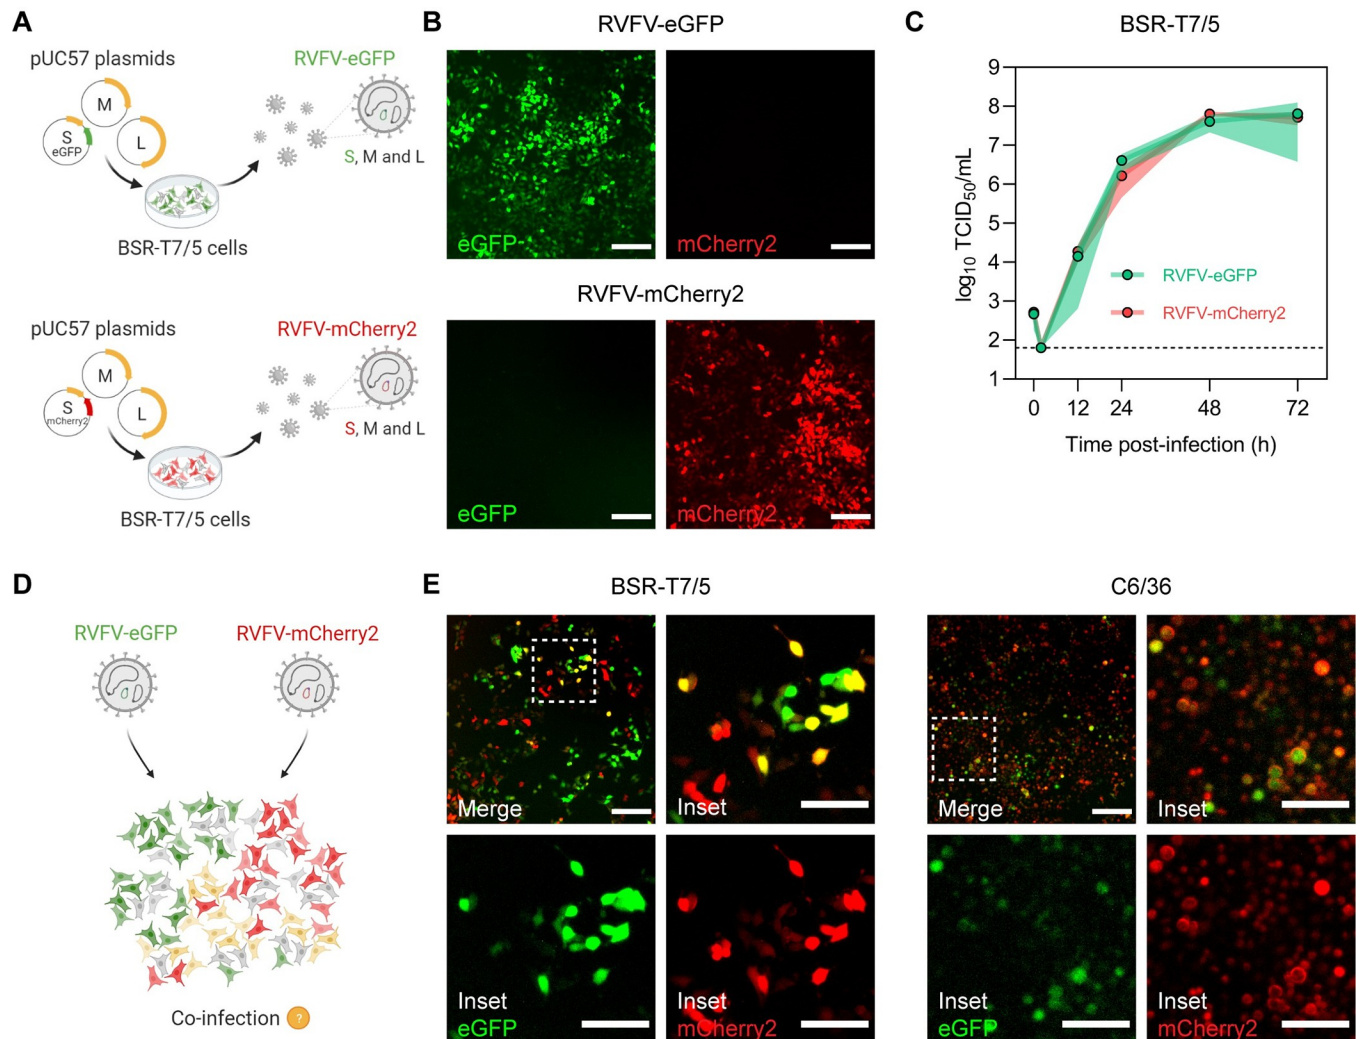 A
pUC57 plasmids
RVFV-eGFP
M
S
eGFP
L
S, M and L
BSR-T7/5 cells
pUC57 plasmids
RVFV-mCherry2
M
S
mCherry2
L
S, M and L
BSR-T7/5 cells
B
RVFV-eGFP
eGFP
mCherry2
RVFV-mCherry2
eGFP
mCherry2
C
BSR-T7/5
log10 TCID50/mL
9
8
7
6
5
4
3
2
1
RVFV-eGFP
RVFV-mCherry2
0 12 24 48 72
Time post-infection (h)
D
RVFV-eGFP
RVFV-mCherry2
Co-infection ?
E
BSR-T7/5
C6/36
Merge
Inset
Merge
Inset
Inset
eGFP
Inset
mCherry2
Inset
eGFP
Inset
mCherry2